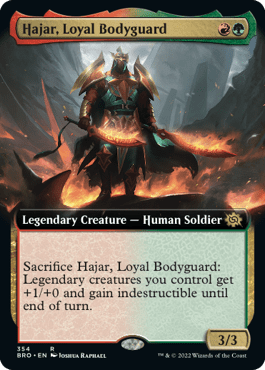 Hajar, Loyal Bodyguard
Legendary Creature — Human Soldier
Sacrifice Hajar, Loyal Bodyguard:
Legendary creatures you control get
+1/+0 and gain indestructible until
end of turn.
3/3
354 R
BRO • EN Joshua Raphael
™ & © 2022 Wizards of the Coast